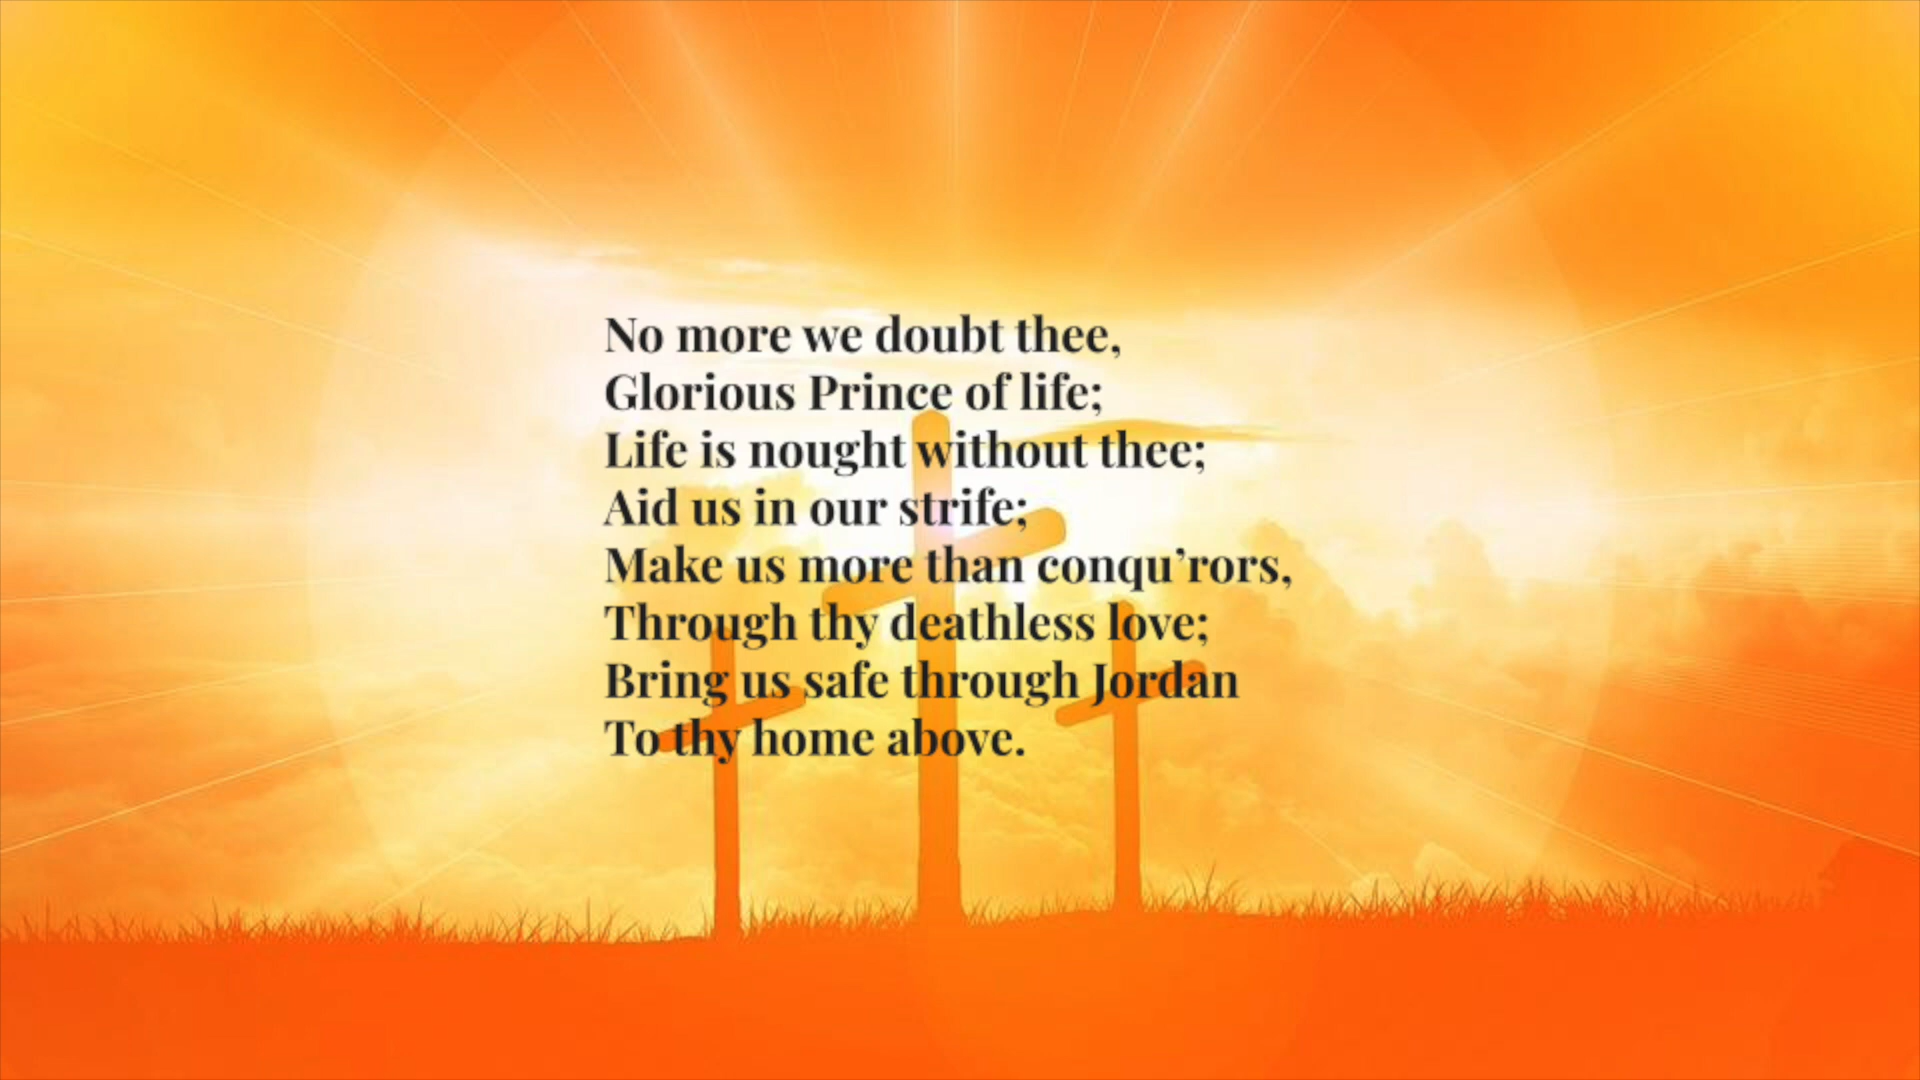 No more we doubt thee,
Glorious Prince of life;
Life is nought without thee;
Aid us in our strife;
Make us more than conqu’rors,
Through thy deathless love;
Bring us safe through Jordan
To thy home above.